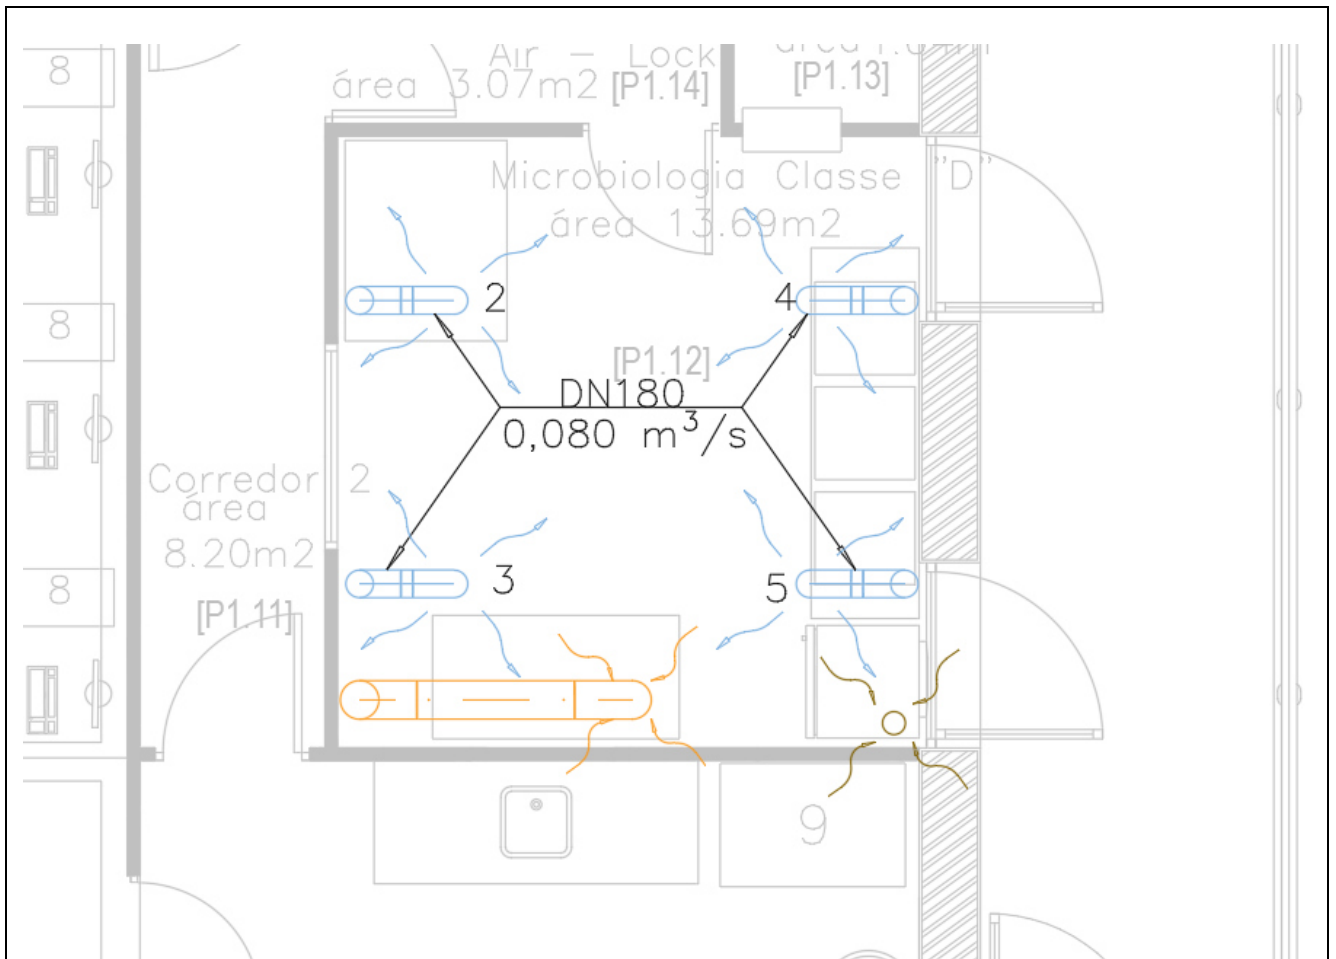 Air – Lock
área 3.07m2 [P1.14]
[P1.13]
8
Microbiologia Classe "D"
área 13.69m2
2
4
8
[P1.12]
DN180
0,080 m³/s
Corredor 2
área
8.20m2
[P1.11]
3
5
8
9